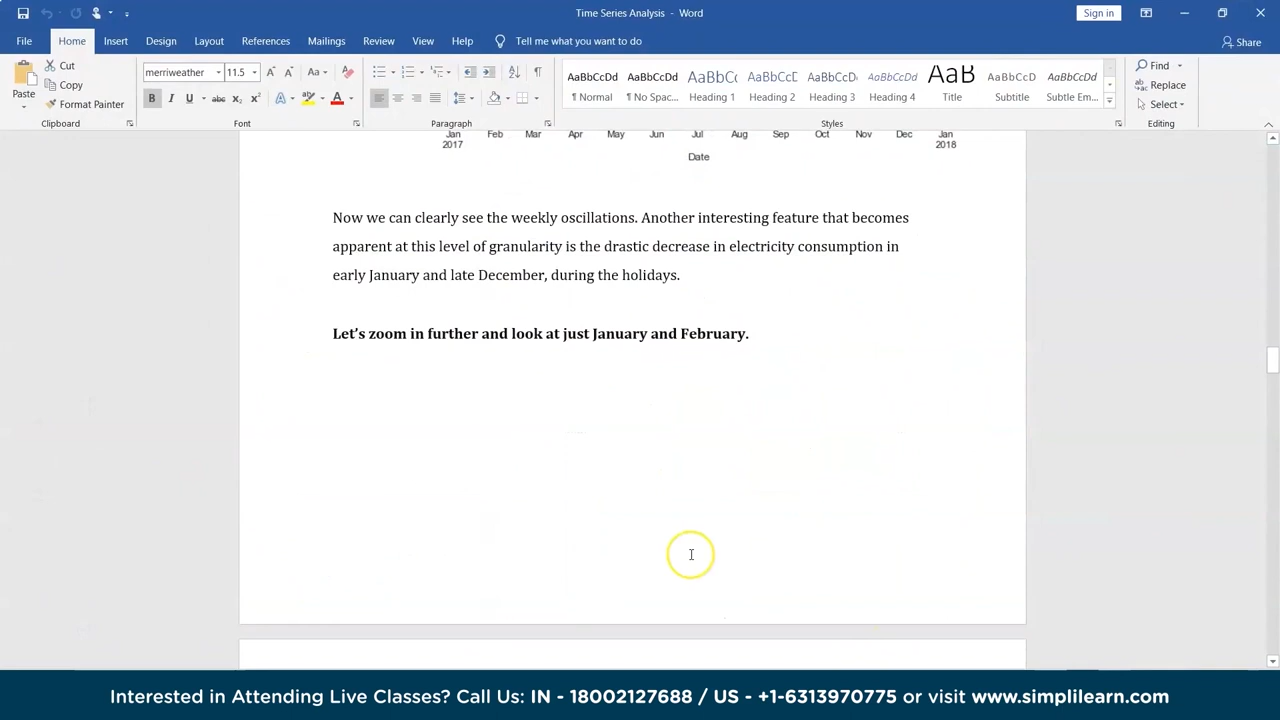 Time Series Analysis - Word
Sign in
File Home Insert Design Layout References Mailings Review View Help Tell me what you want to do Share
Paste
Cut
Copy
Format Painter
Clipboard
merriweather 11.5
Aa
B I U abc X2 X2 A A
Font
Paragraph
AaBbCcDd AaBbCcDd AaBbCc AaBbCcD AaBbCcD AaBbCcD AaB AaBbCcD AaBbCcDd
¶ Normal ¶ No Spac... Heading 1 Heading 2 Heading 3 Heading 4 Title Subtitle Subtle Em...
Styles
Find
Replace
Select
Editing
Jan Feb Mar Apr May Jun Jul Aug Sep Oct Nov Dec Jan
2017 2018
Date
Now we can clearly see the weekly oscillations. Another interesting feature that becomes
apparent at this level of granularity is the drastic decrease in electricity consumption in
early January and late December, during the holidays.
Let's zoom in further and look at just January and February.
Interested in Attending Live Classes? Call Us: IN - 18002127688 / US - +1-6313970775 or visit www.simplilearn.com